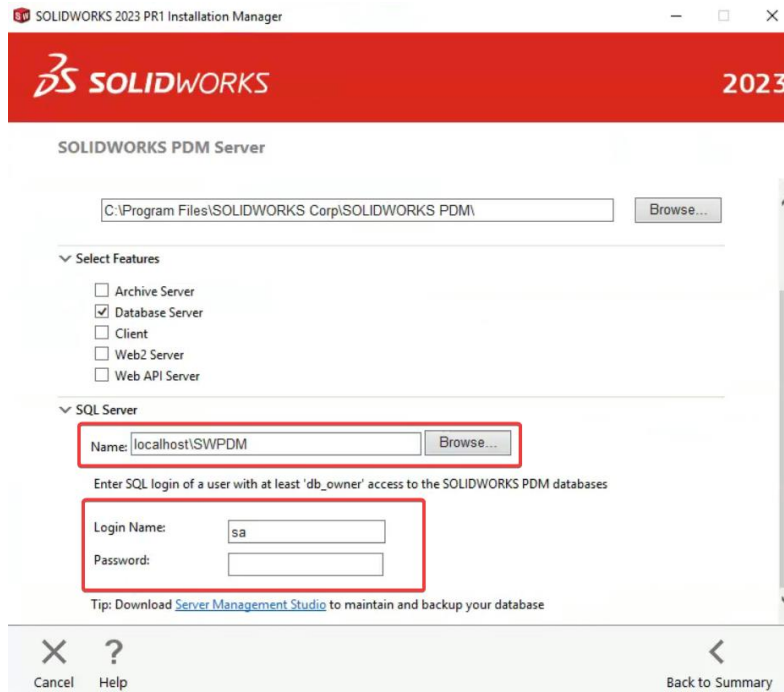 SOLIDWORKS 2023 PR1 Installation Manager
SOLIDWORKS 2023
SOLIDWORKS PDM Server
C:\Program Files\SOLIDWORKS Corp\SOLIDWORKS PDM\ Browse...
Select Features
Archive Server
Database Server
Client
Web2 Server
Web API Server
SQL Server
Name: localhost\SWPDM Browse...
Enter SQL login of a user with at least 'db_owner' access to the SOLIDWORKS PDM databases
Login Name: sa
Password:
Tip: Download Server Management Studio to maintain and backup your database
Cancel Help Back to Summary